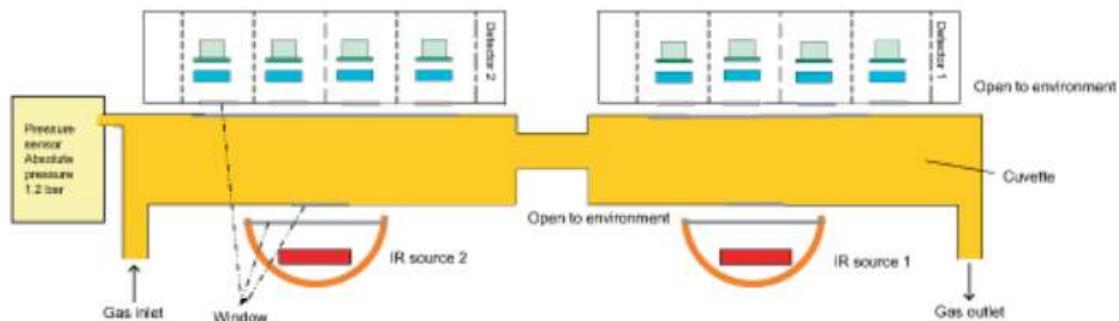 Detector 2
Detector 1
Open to environment
Pressure
sensor
Absolute
pressure
1.2 bar
Cuvette
Open to environment
IR source 2
IR source 1
Gas inlet
Window
Gas outlet